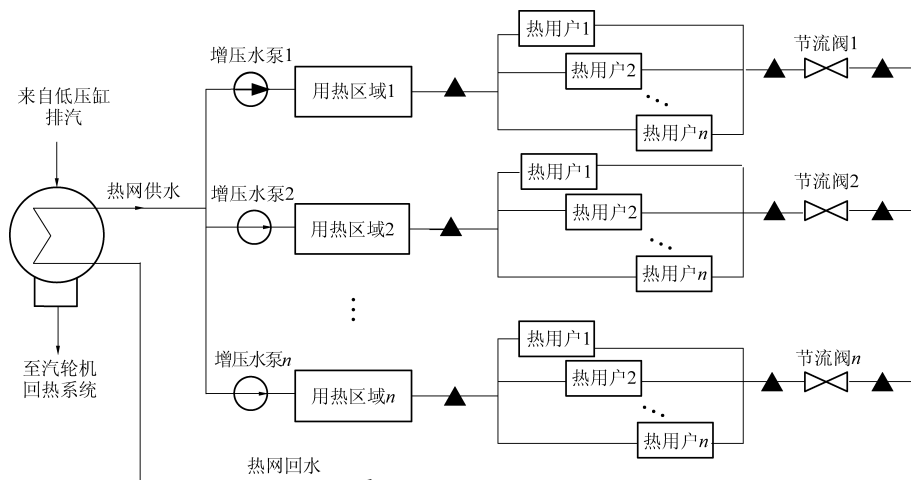 来自低压缸
排汽
热网供水
至汽轮机
回热系统
增压水泵1
用热区域1
热用户1
热用户2
热用户n
节流阀1
增压水泵2
用热区域2
热用户1
热用户2
热用户n
节流阀2
增压水泵n
用热区域n
热用户1
热用户2
热用户n
节流阀n
热网回水